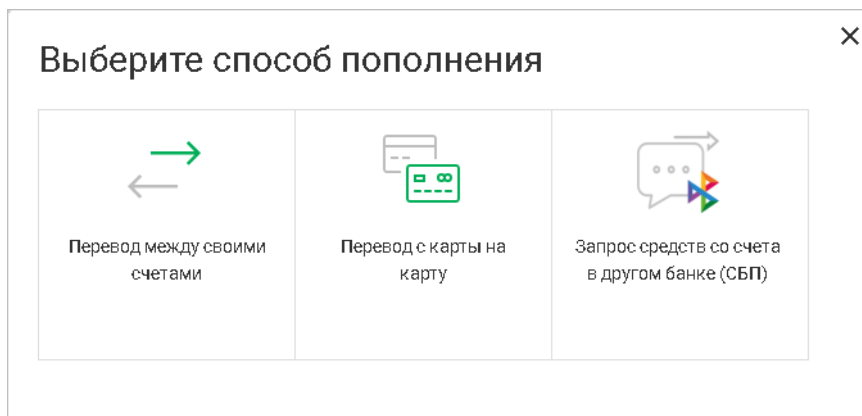 Выберите способ пополнения
Перевод между своими
счетами
Перевод с карты на
карту
Запрос средств со счета
в другом банке (СБП)